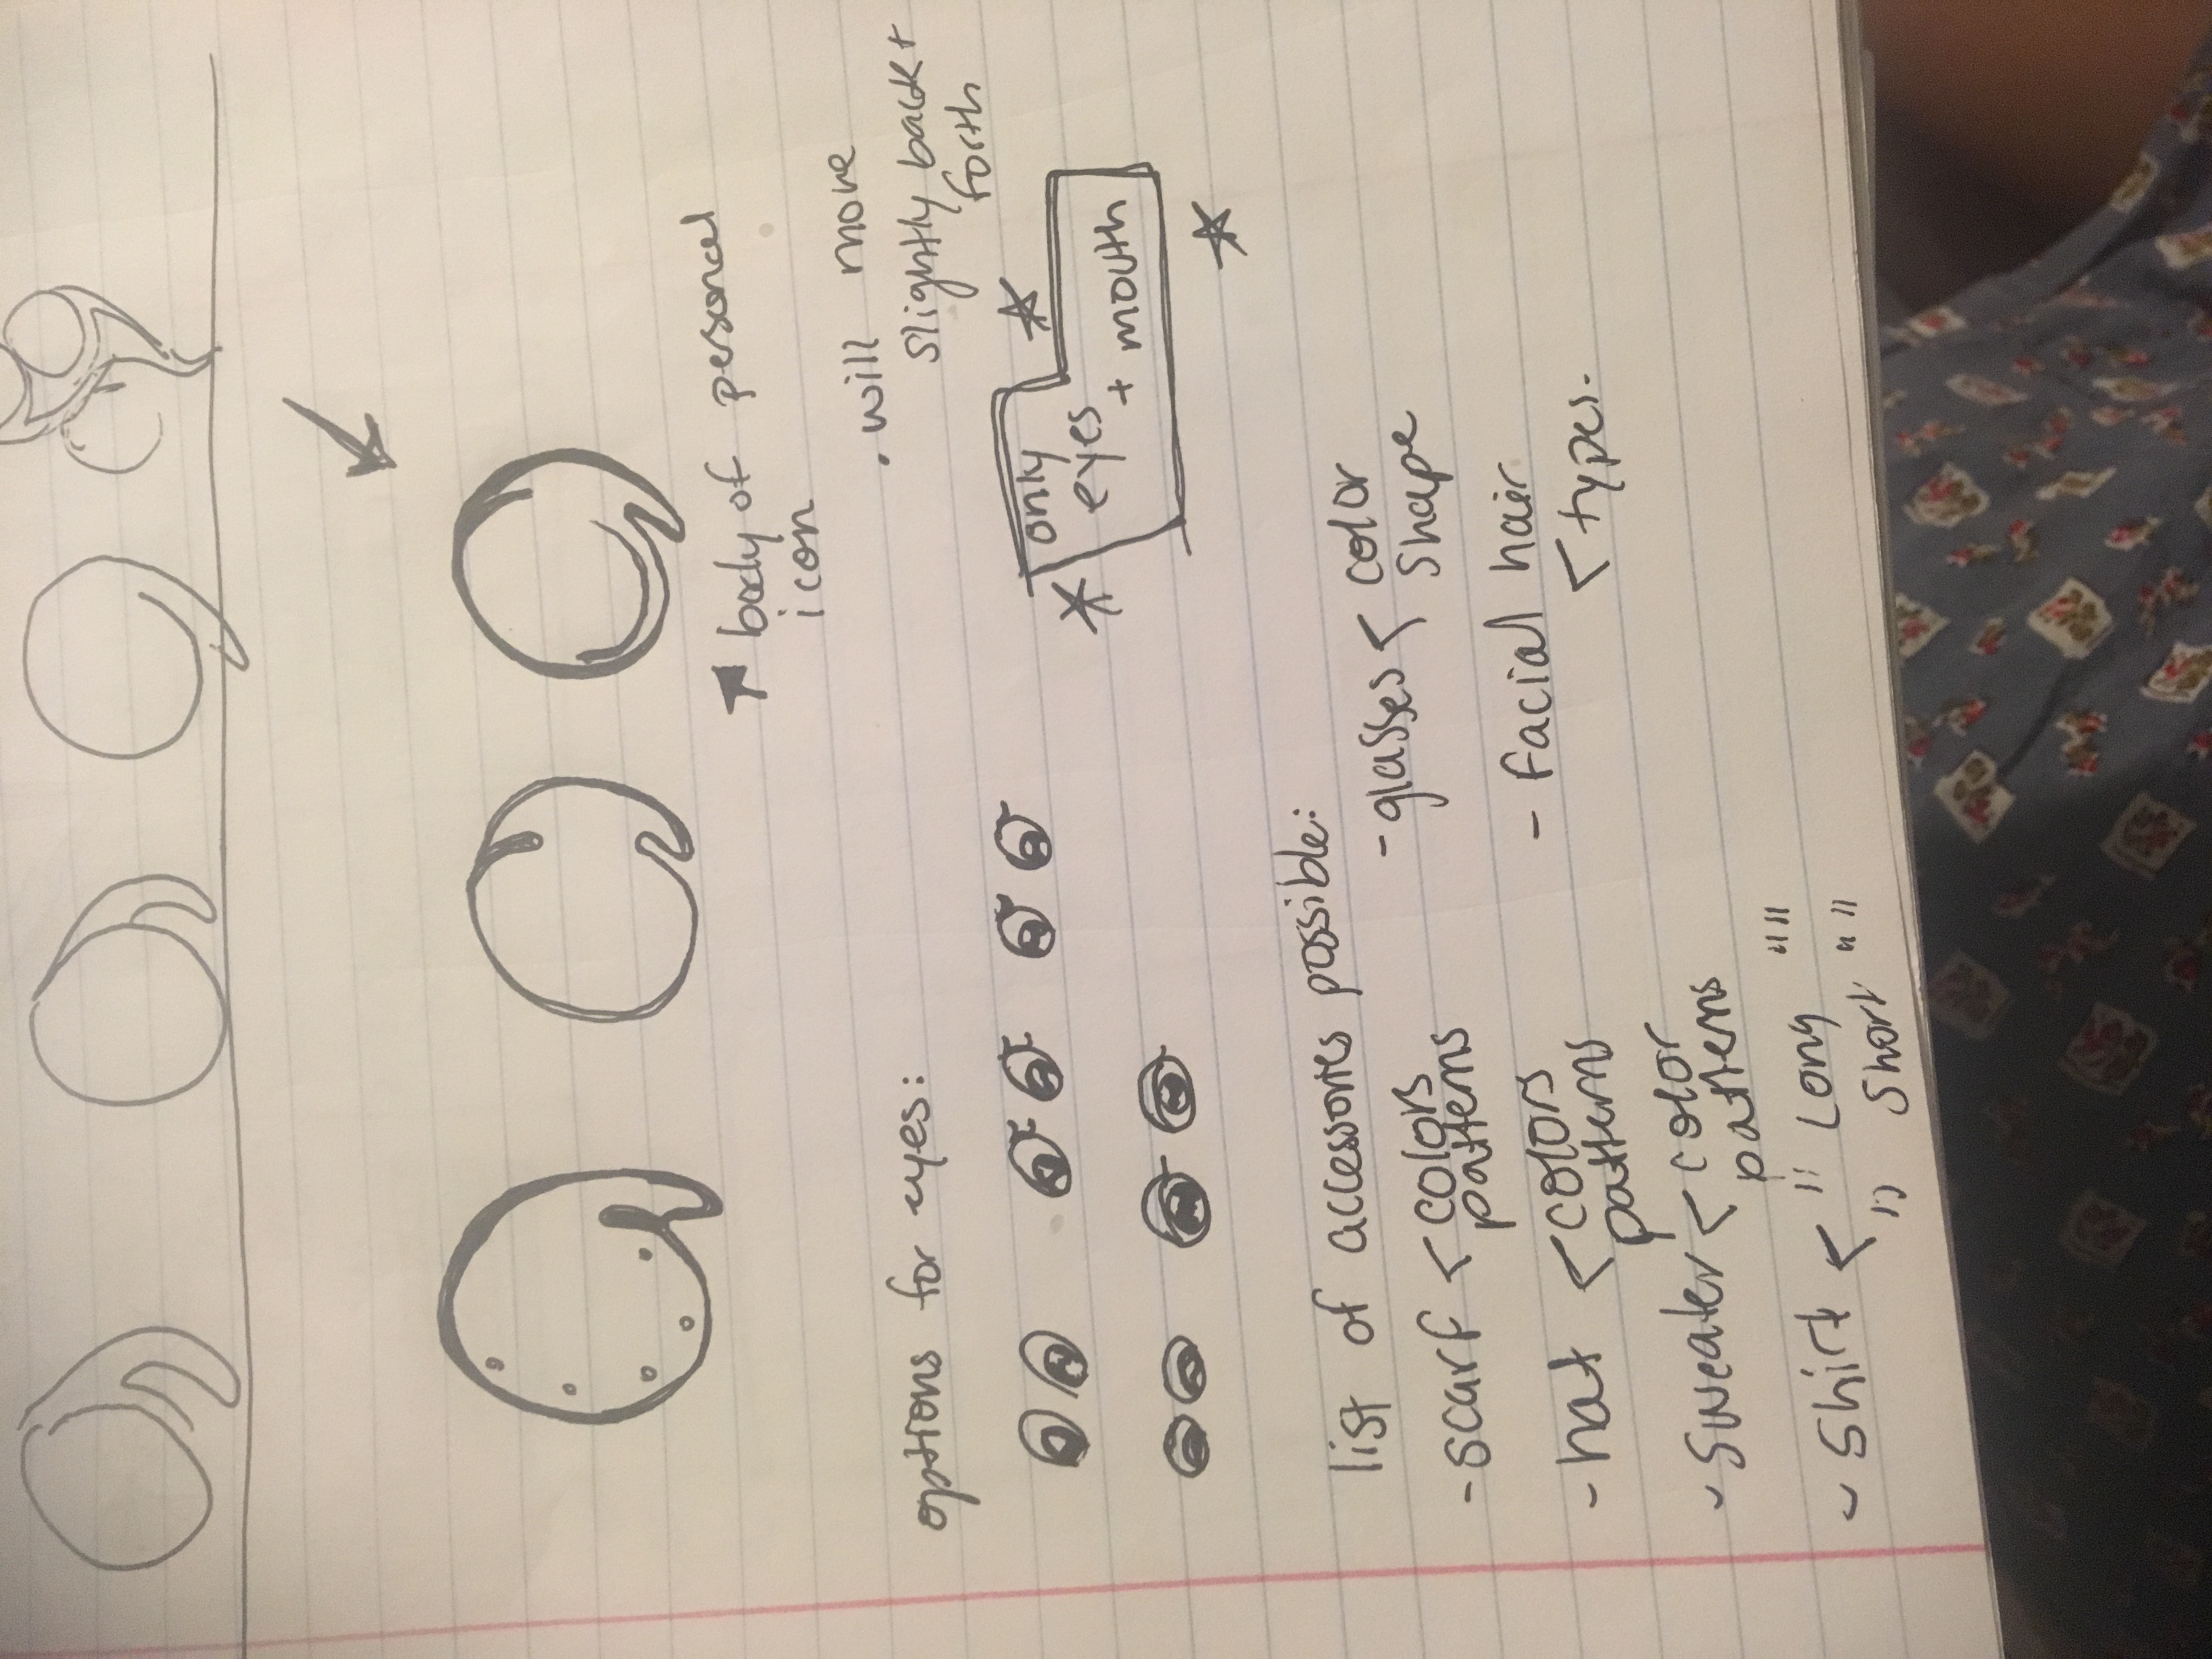 body of personal
icon
. will move
slightly back +
forth
options for eyes:
only
eyes
+ mouth
list of accessories possible:
- scarf < colors
patterns
- hat < colors
patterns
- sweater < color
patterns
- Shirt < " Long " "
" Short " "
- glasses < color
shape
- facial hair
< types.